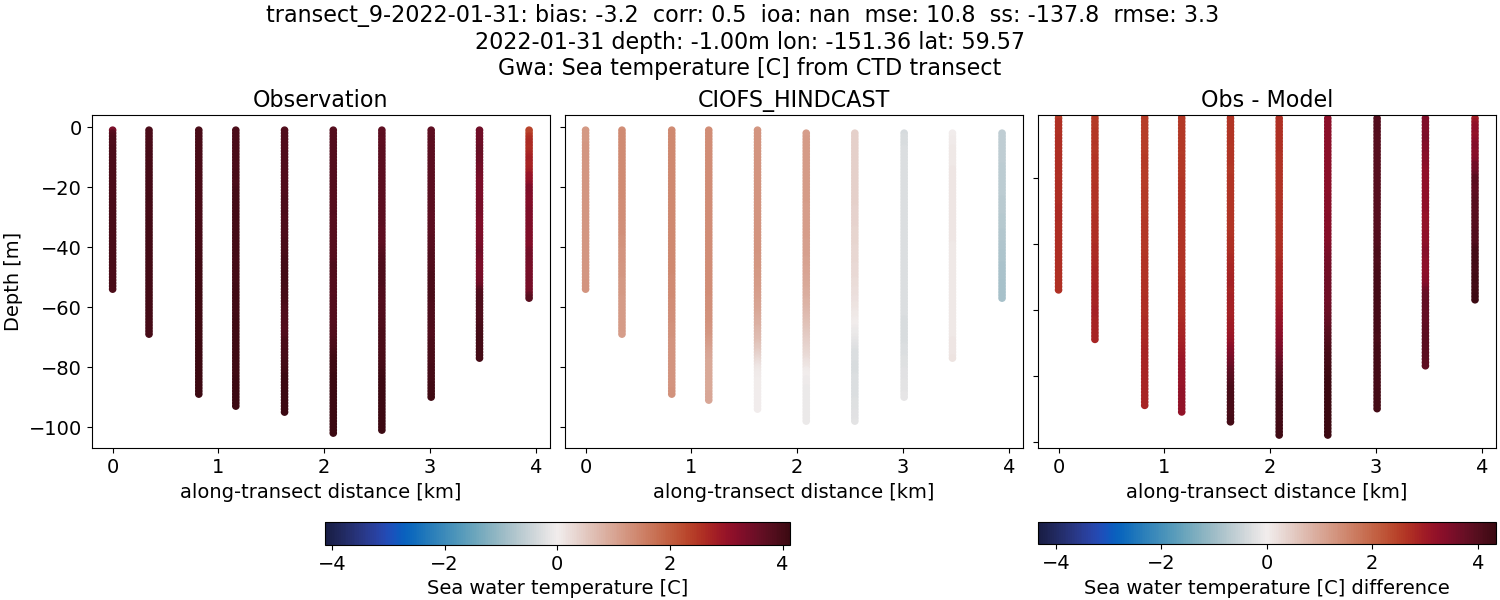 transect_9-2022-01-31: bias: -3.2  corr: 0.5  ioa: nan  mse: 10.8  ss: -137.8  rmse: 3.3
2022-01-31 depth: -1.00m lon: -151.36 lat: 59.57
Gwa: Sea temperature [C] from CTD transect
Observation
CIOFS_HINDCAST
Obs - Model
Depth [m]
0
−20
−40
−60
−80
−100
0 1 2 3 4
0 1 2 3 4
0 1 2 3 4
along-transect distance [km]
along-transect distance [km]
along-transect distance [km]
−4 −2 0 2 4
Sea water temperature [C]
−4 −2 0 2 4
Sea water temperature [C] difference